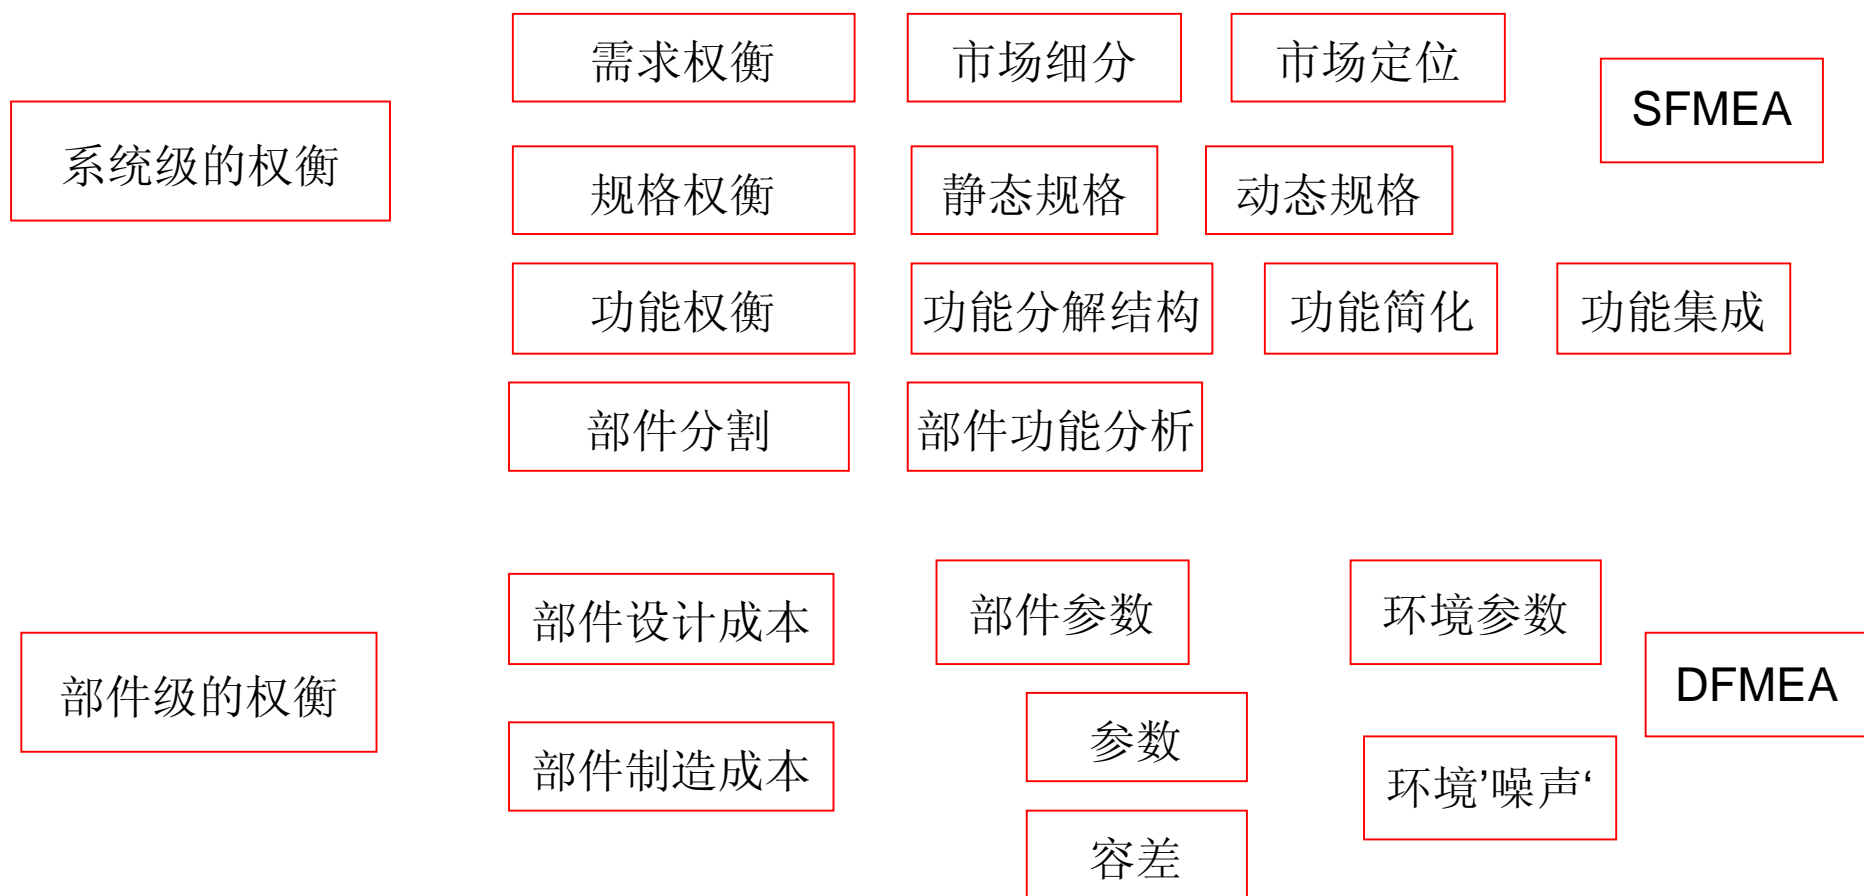 需求权衡
市场细分
市场定位
SFMEA
系统级的权衡
规格权衡
静态规格
动态规格
功能权衡
功能分解结构
功能简化
功能集成
部件分割
部件功能分析
部件设计成本
部件参数
环境参数
部件级的权衡
DFMEA
参数
部件制造成本
环境’噪声‘
容差